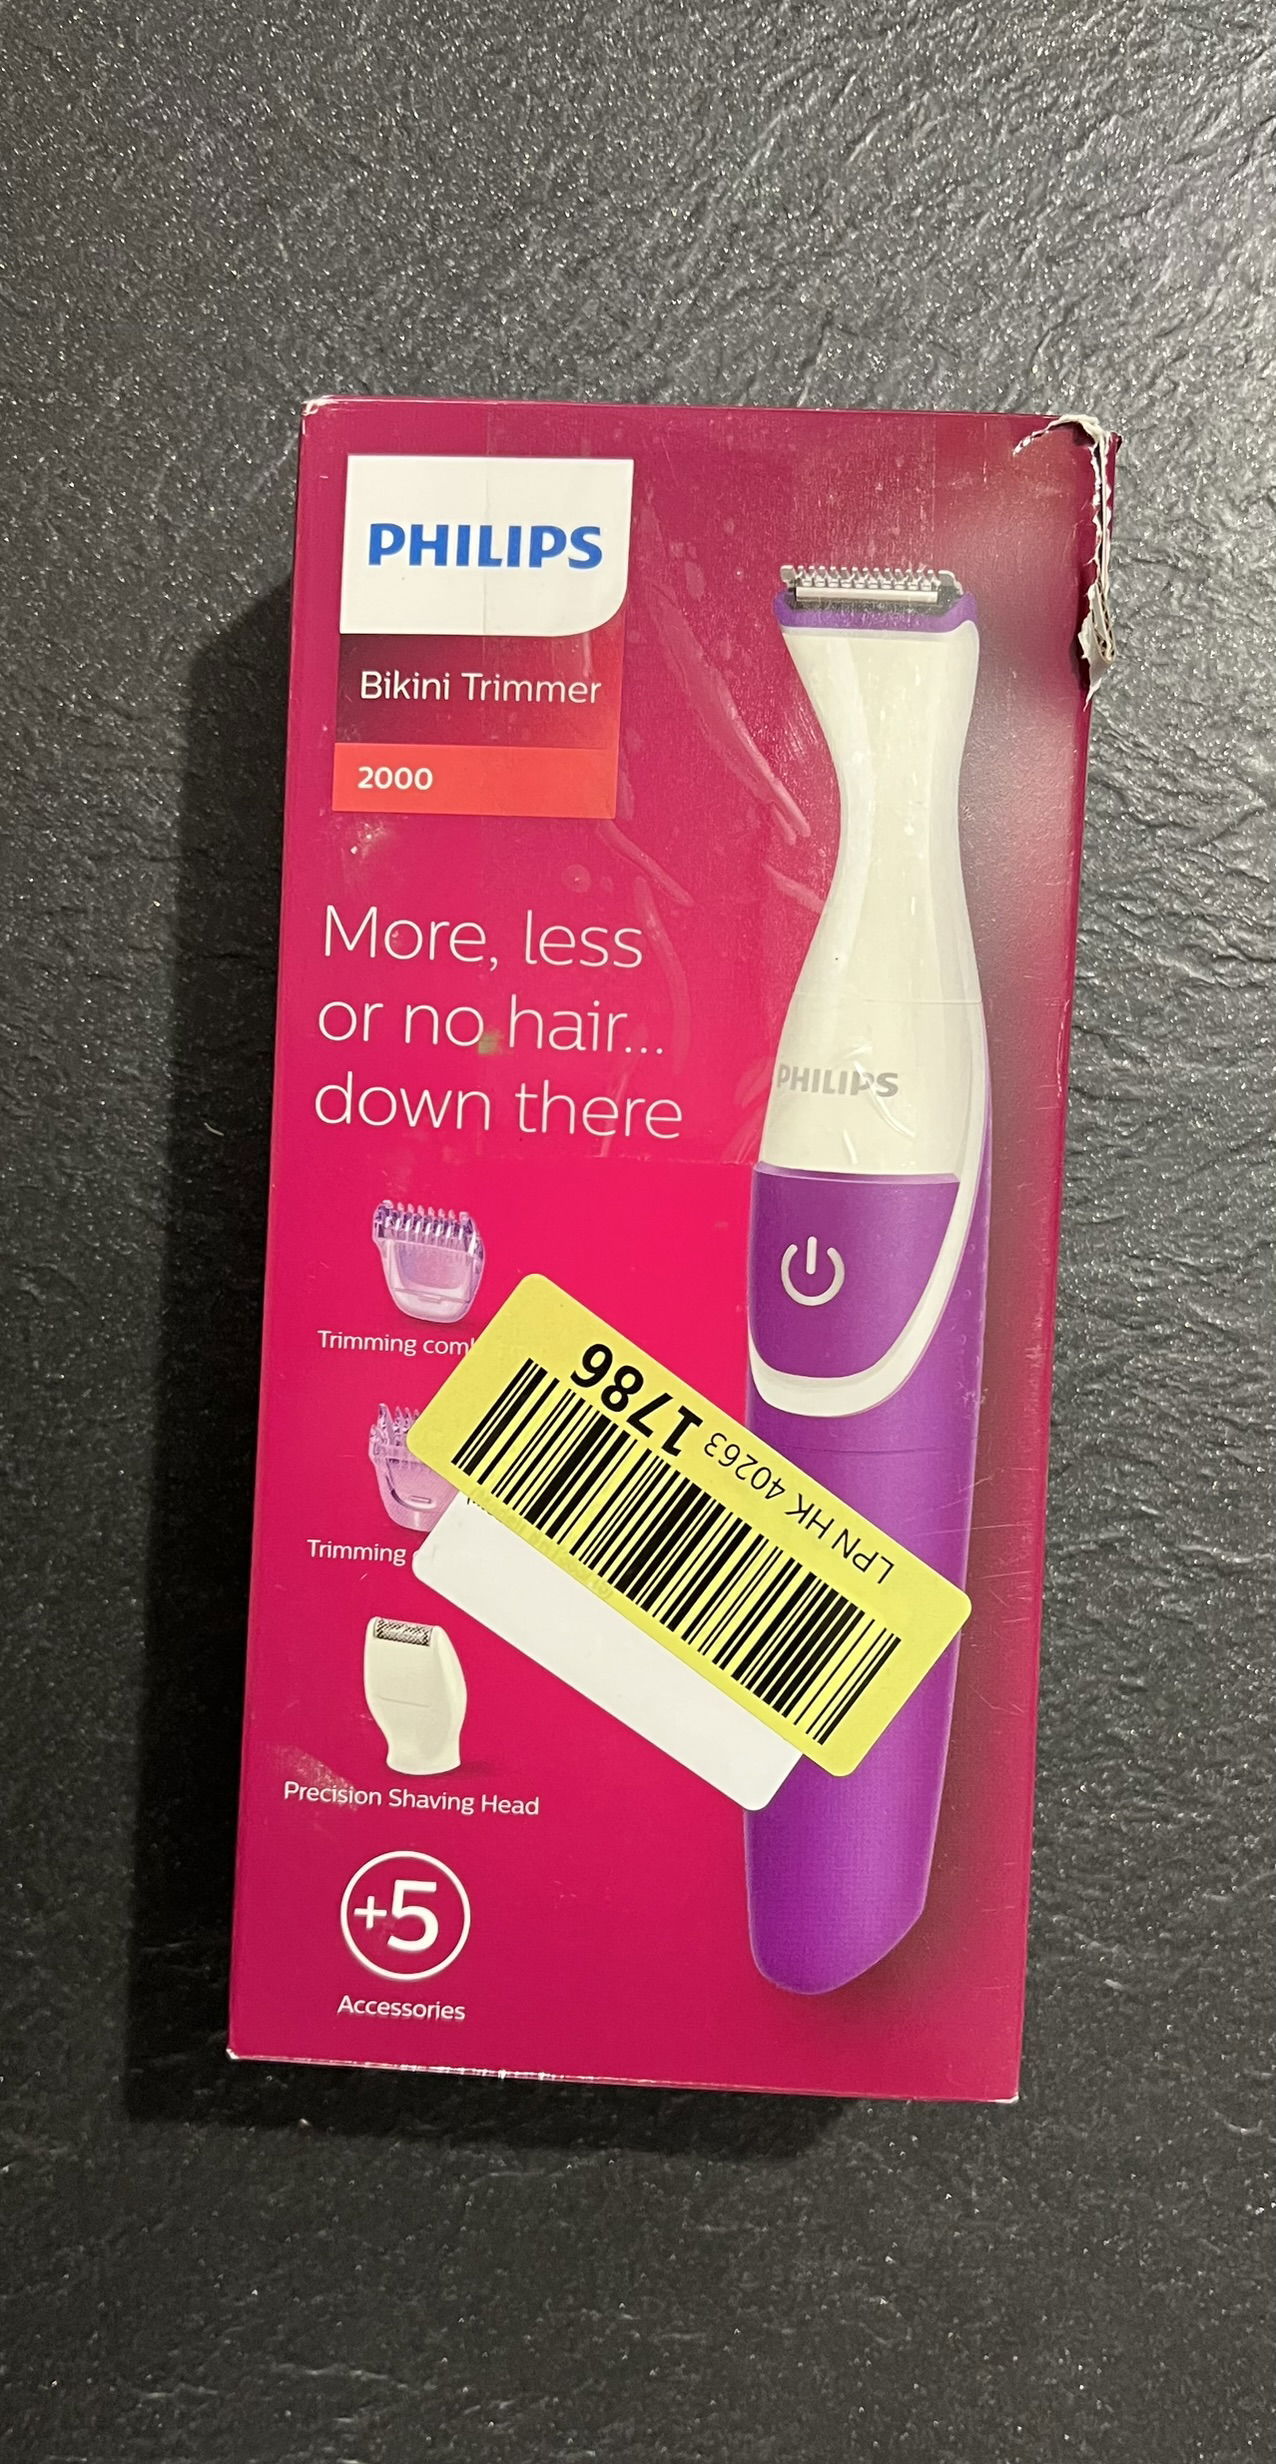 PHILIPS
Bikini Trimmer
2000
More, less
or no hair...
down there
PHILIPS
Trimming
LPN HK 40263 1786
Trimming
Precision Shaving Head
+5
Accessories